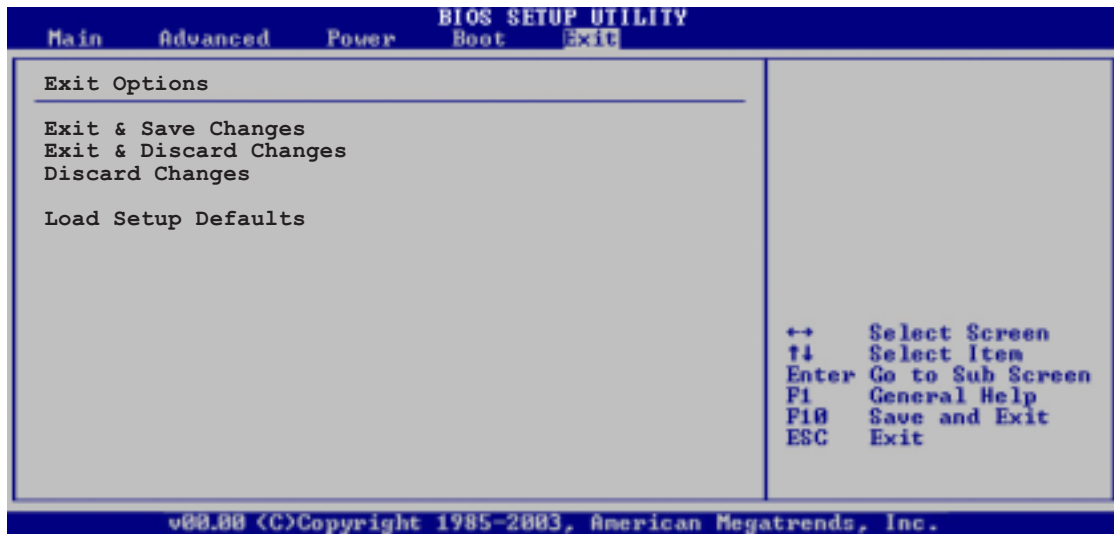 BIOS SETUP UTILITY
Main Advanced Power Boot Exit
Exit Options
Exit & Save Changes
Exit & Discard Changes
Discard Changes
Load Setup Defaults
←→ Select Screen
↑↓ Select Item
Enter Go to Sub Screen
F1 General Help
F10 Save and Exit
ESC Exit
v00.00 (C)Copyright 1985-2003, American Megatrends, Inc.